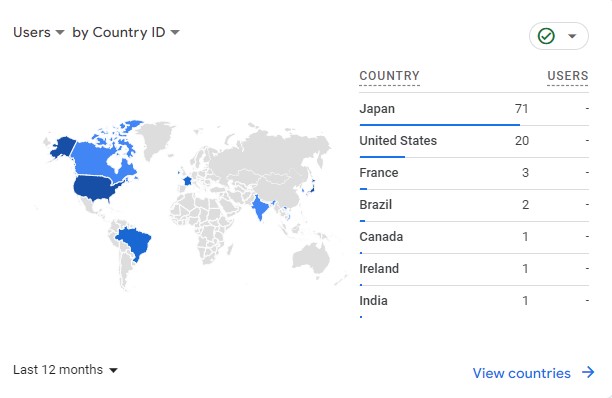 Users by Country ID
COUNTRY USERS
Japan 71 -
United States 20 -
France 3 -
Brazil 2 -
Canada 1 -
Ireland 1 -
India 1 -
Last 12 months
View countries